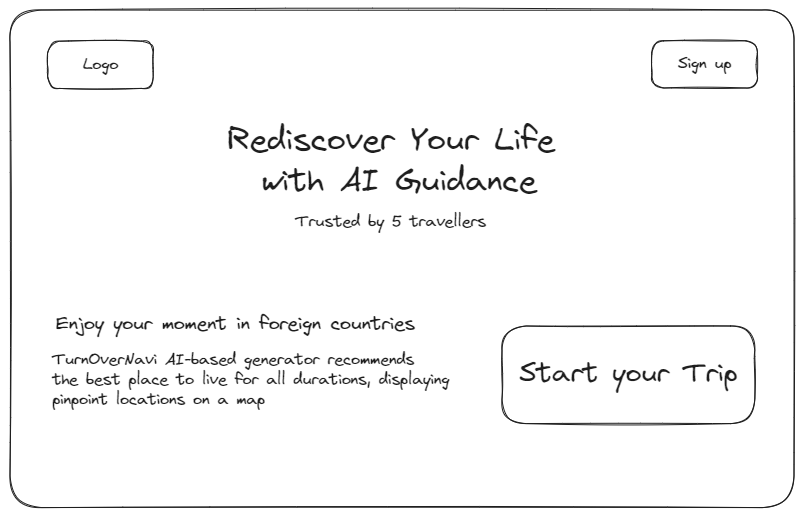 Logo
Sign up
Rediscover Your Life
with AI Guidance
Trusted by 5 travellers
Enjoy your moment in foreign countries
TurnOverNavi AI-based generator recommends
the best place to live for all durations, displaying
pinpoint locations on a map
Start your Trip